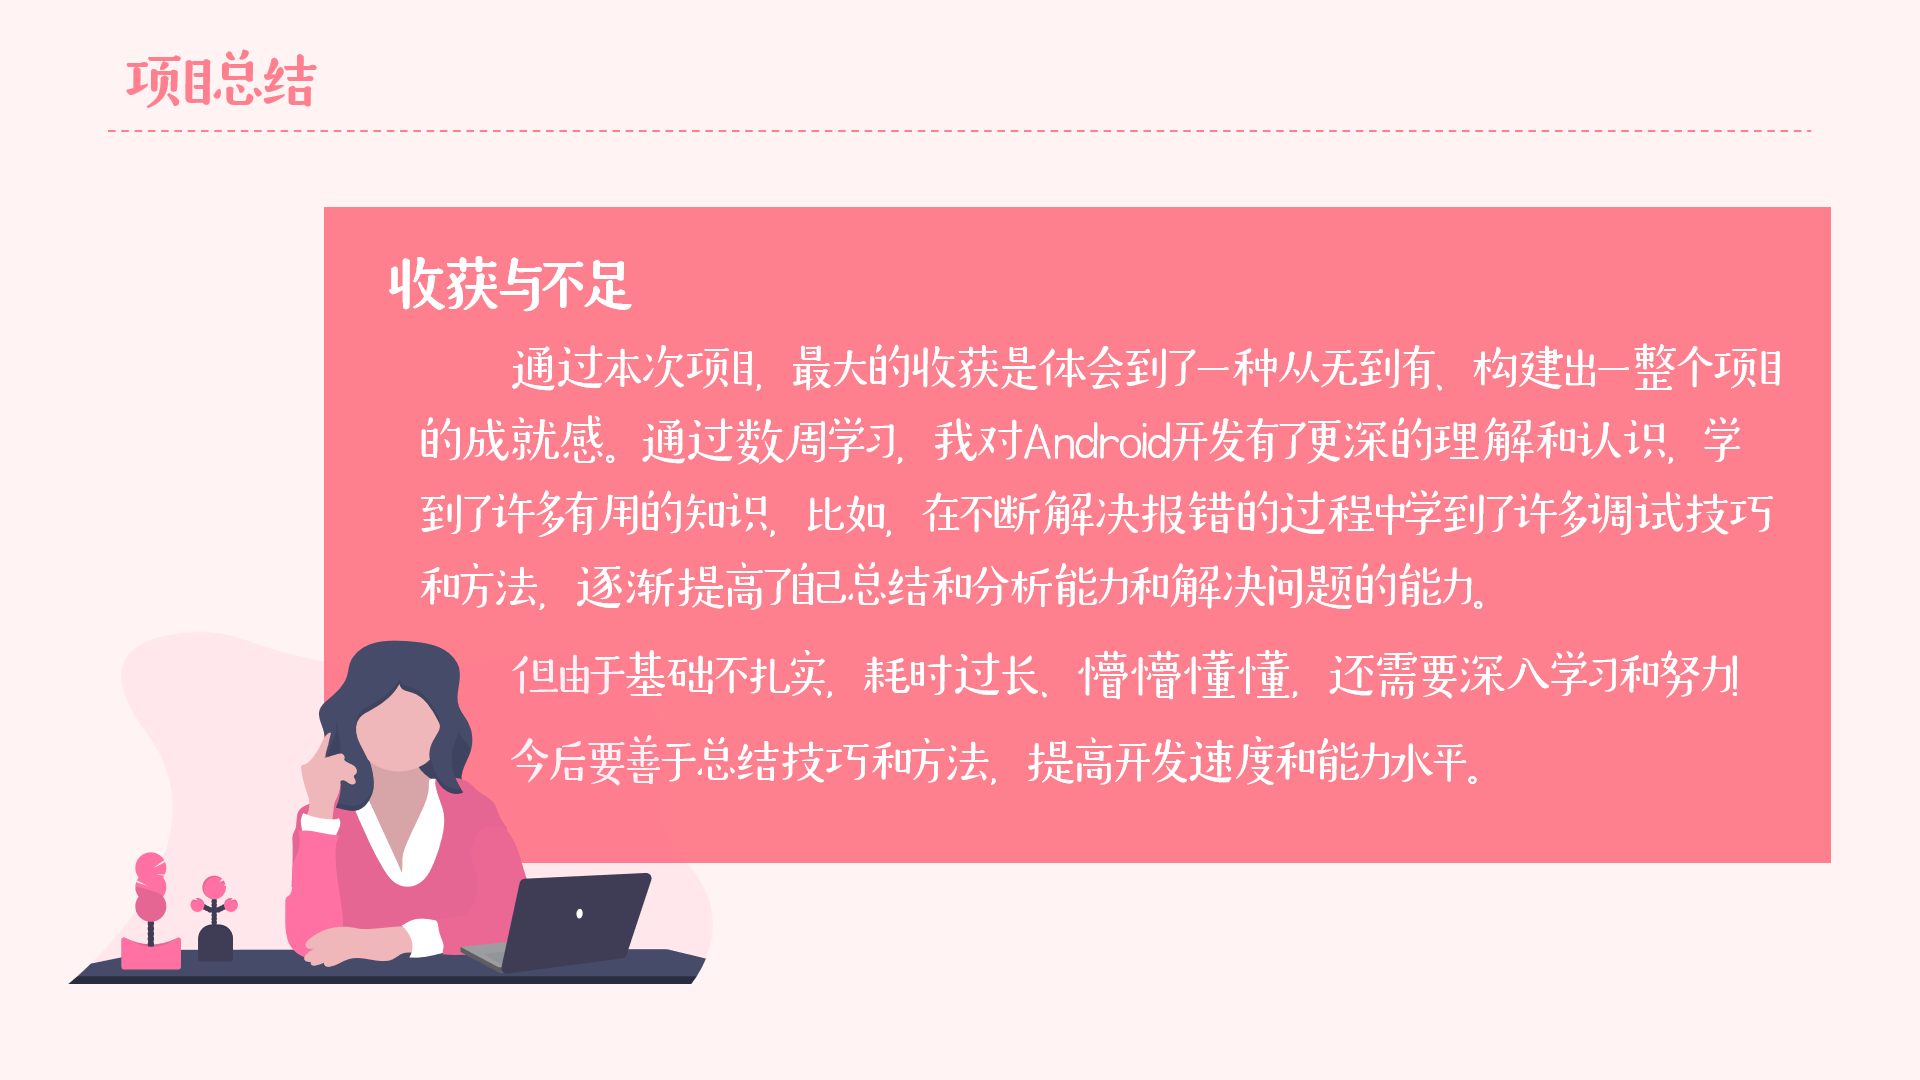 项目总结
收获与不足
通过本次项目，最大的收获是体会到了一种从无到有、构建出一整个项目
的成就感。通过数周学习，我对Android开发有了更深的理解和认识，学
到了许多有用的知识，比如，在不断解决报错的过程中学到了许多调试技巧
和方法，逐渐提高了自己总结和分析能力和解决问题的能力。
但由于基础不扎实，耗时过长、懵懵懂懂，还需要深入学习和努力!
今后要善于总结技巧和方法，提高开发速度和能力水平。